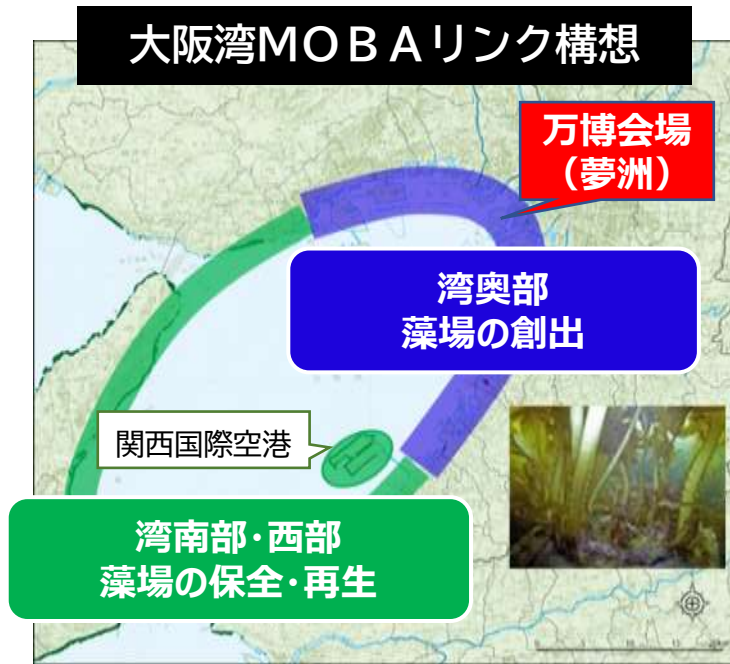 大阪湾MOBAリンク構想
万博会場
（夢洲）
湾奥部
藻場の創出
関西国際空港
湾南部･西部
藻場の保全･再生